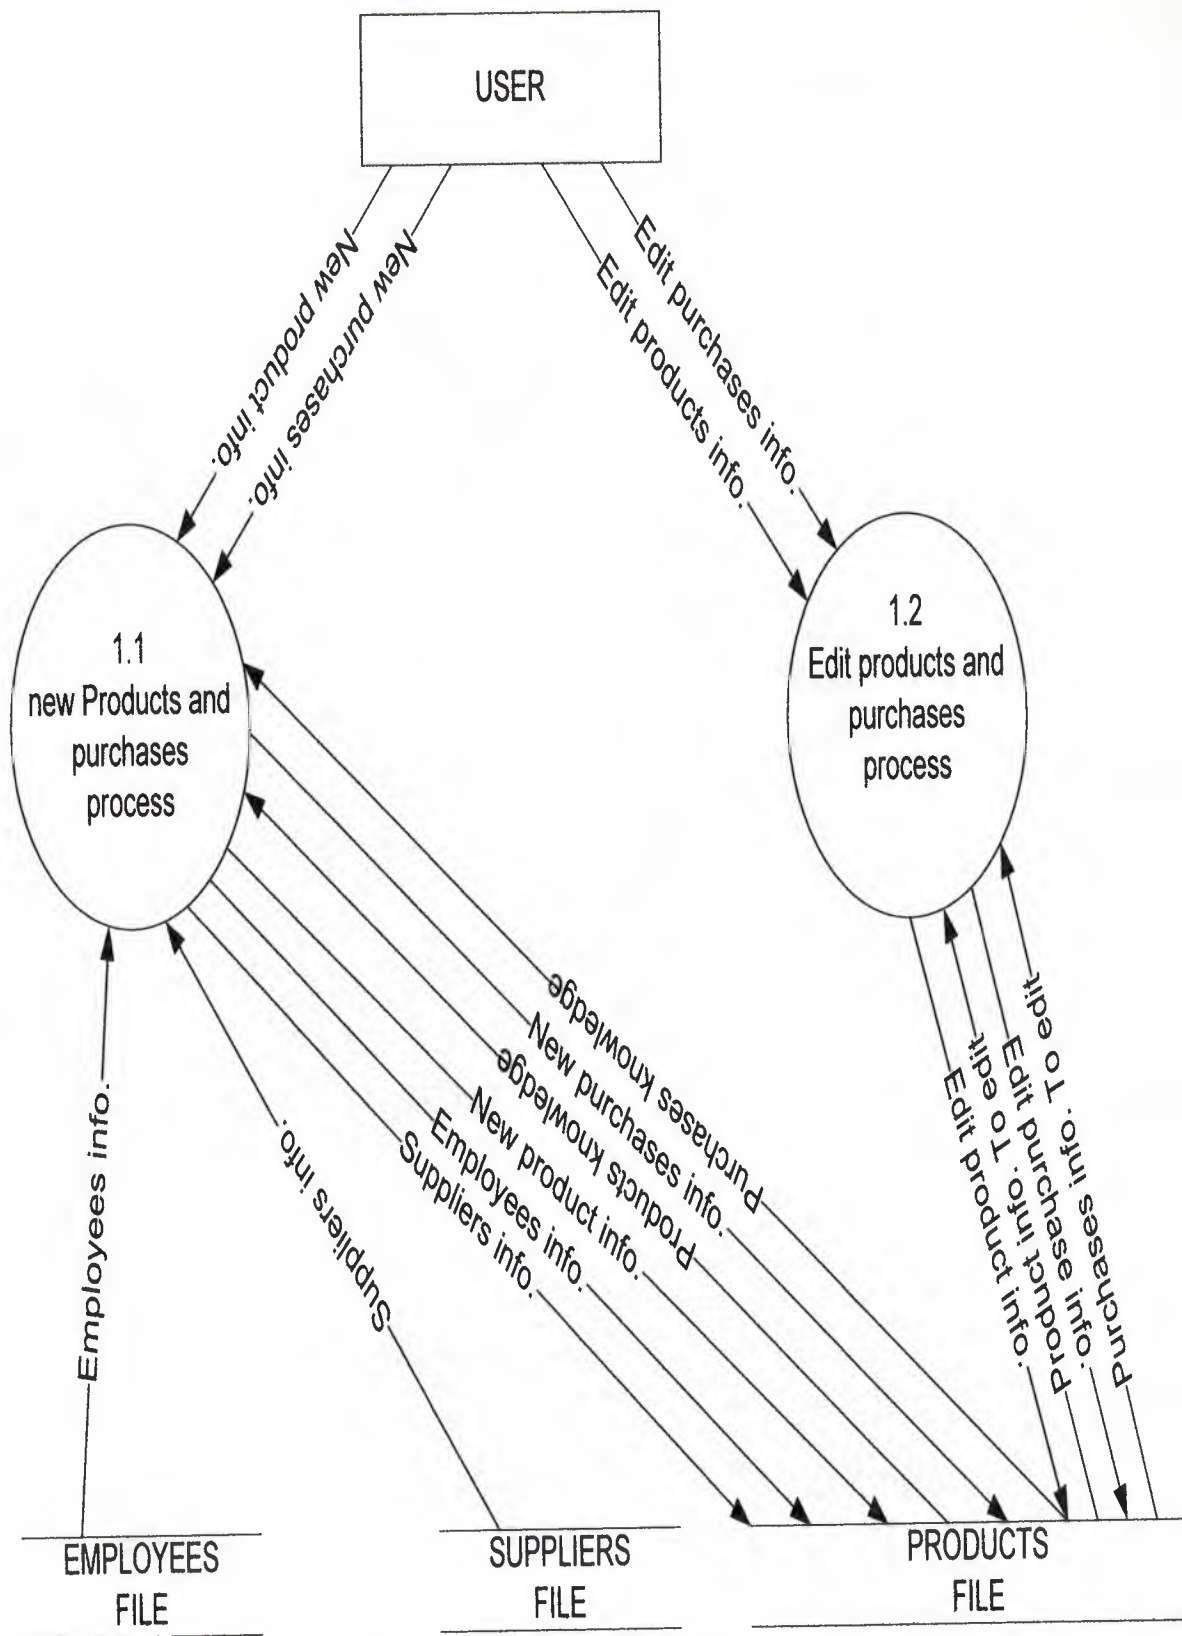 USER
New product info.
New purchases info.
Edit products info.
Edit purchases info.
1.1
new Products and
purchases
process
1.2
Edit products and
purchases
process
Employees info.
Suppliers info.
Suppliers info.
Employees info.
New product info.
Products knowledge
New purchases info.
Purchases knowledge
Edit product info.
Product info. To edit
Edit purchases info.
Purchases info. To edit
EMPLOYEES
FILE
SUPPLIERS
FILE
PRODUCTS
FILE